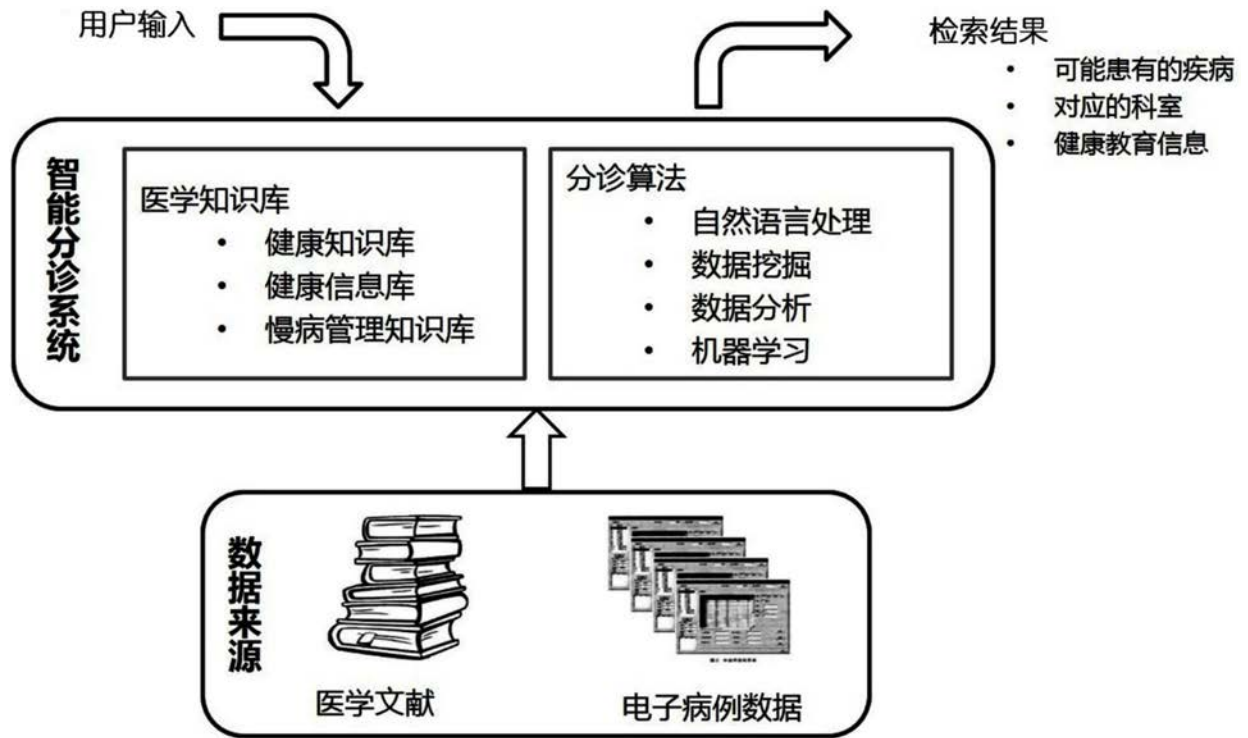 用户输入
检索结果
• 可能患有的疾病
• 对应的科室
• 健康教育信息
智能分诊系统
医学知识库
• 健康知识库
• 健康信息库
• 慢病管理知识库
分诊算法
• 自然语言处理
• 数据挖掘
• 数据分析
• 机器学习
数据来源
医学文献
电子病例数据